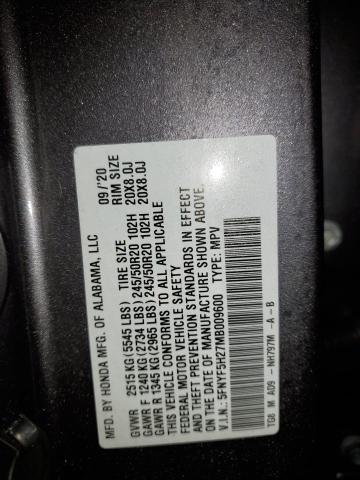 MFD. BY HONDA MFG. OF ALABAMA, LLC 09/'20
TIRE SIZE RIM SIZE
GVWR 2515 KG(5545 LBS)
GAWR F 1240 KG(2734 LBS) 245/50R20 102H 20X8.0J
GAWR R 1345 KG(2965 LBS) 245/50R20 102H 20X8.0J
THIS VEHICLE CONFORMS TO ALL APPLICABLE
FEDERAL MOTOR VEHICLE SAFETY
AND THEFT PREVENTION STANDARDS IN EFFECT
ON THE DATE OF MANUFACTURE SHOWN ABOVE.
V.I.N.: 5FNYF5H27MB009600 TYPE: MPV
TG8 M A09 -NH797M -A -B